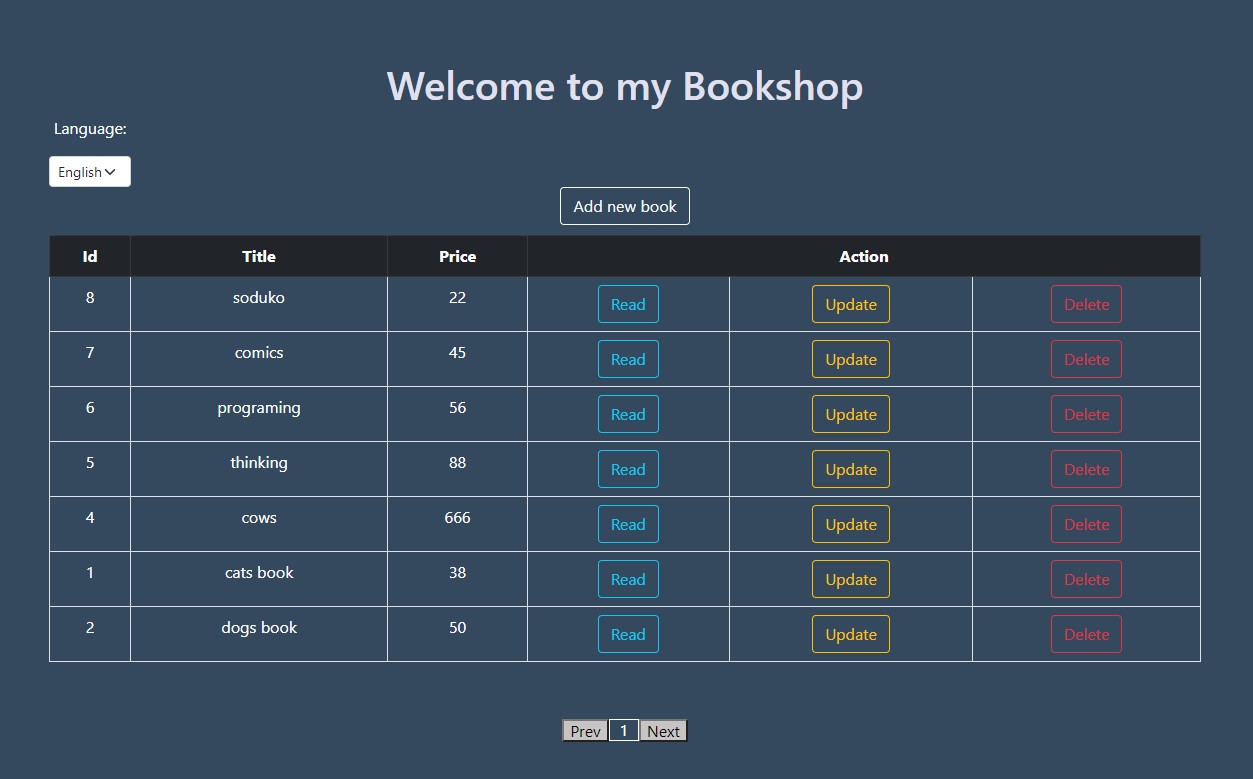 Welcome to my Bookshop
Language:
English
Add new book
Id Title Price Action
8 soduko 22 Read Update Delete
7 comics 45 Read Update Delete
6 programing 56 Read Update Delete
5 thinking 88 Read Update Delete
4 cows 666 Read Update Delete
1 cats book 38 Read Update Delete
2 dogs book 50 Read Update Delete
Prev 1 Next